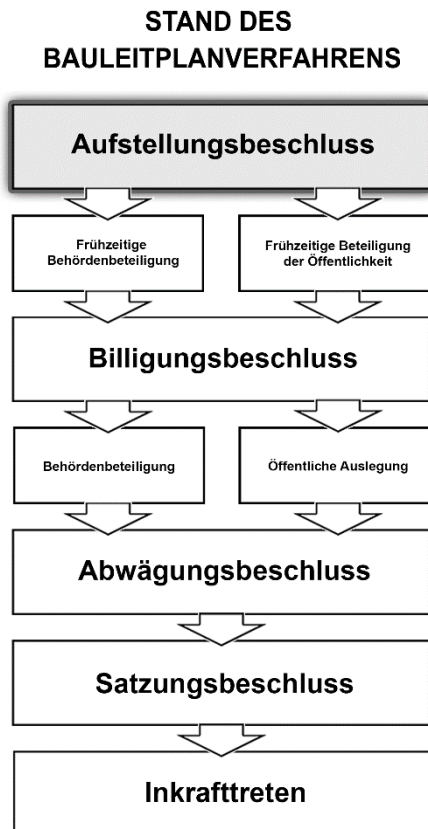 STAND DES
BAULEITPLANVERFAHRENS
Aufstellungsbeschluss
Frühzeitige
Behördenbeteiligung
Frühzeitige Beteiligung
der Öffentlichkeit
Billigungsbeschluss
Behördenbeteiligung
Öffentliche Auslegung
Abwägungsbeschluss
Satzungsbeschluss
Inkrafttreten